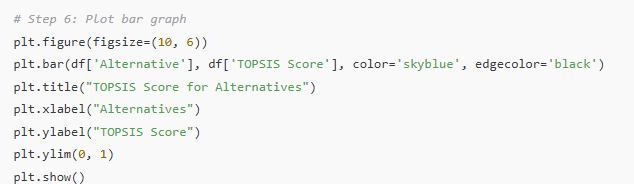 # Step 6: Plot bar graph
plt.figure(figsize=(10, 6))
plt.bar(df['Alternative'], df['TOPSIS Score'], color='skyblue', edgecolor='black')
plt.title("TOPSIS Score for Alternatives")
plt.xlabel("Alternatives")
plt.ylabel("TOPSIS Score")
plt.ylim(0, 1)
plt.show()